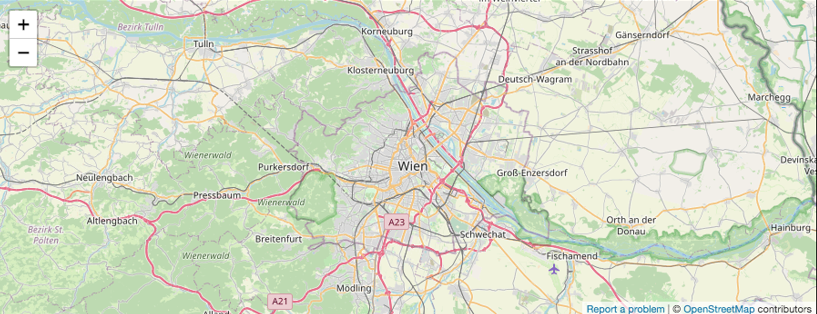 +
−
Bezirk Tulln
Tulln
Korneuburg
Klosterneuburg
Gänserndorf
Strasshof
an der Nordbahn
Deutsch-Wagram
Marchegg
Wienerwald
Neulengbach
Purkersdorf
Wien
Groß-Enzersdorf
Pressbaum
Wienerwald
Altlengbach
Bezirk St
Pölten
Breitenfurt
A23
Schwechat
Orth an der
Donau
Hainburg
Wienerwald
Fischamend
Mödling
A21
Report a problem | © OpenStreetMap contributors